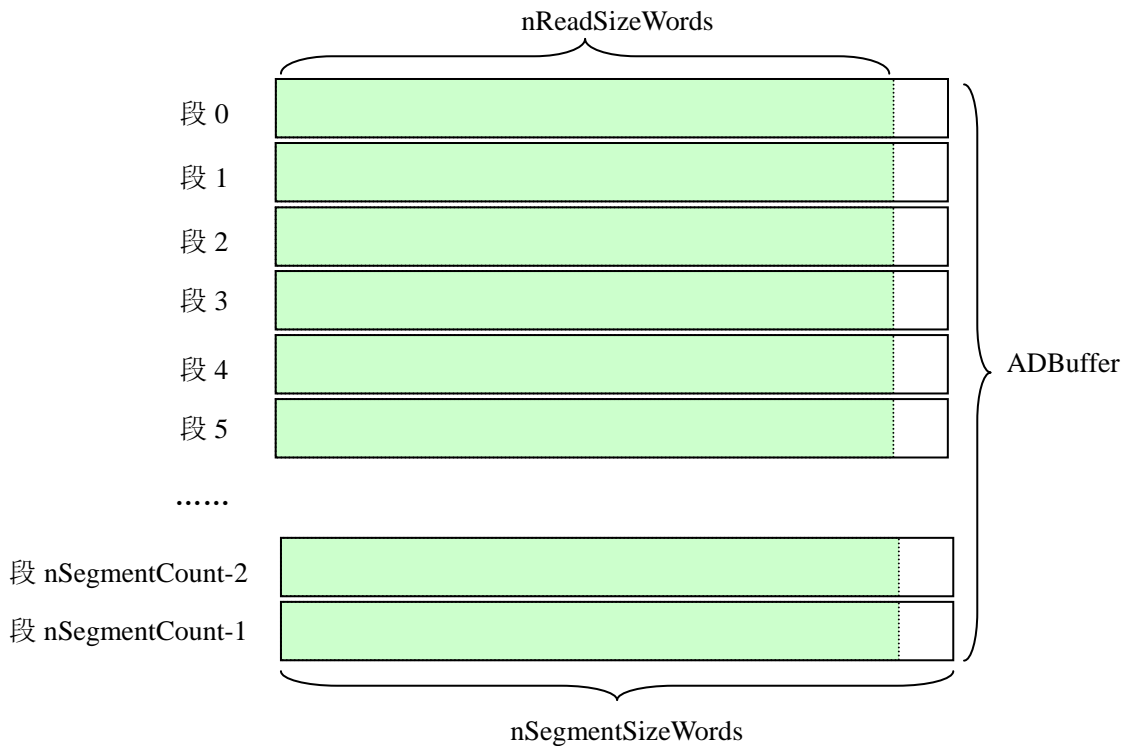 nReadSizeWords
段 0
段 1
段 2
段 3
段 4
ADBuffer
段 5
……
段 nSegmentCount-2
段 nSegmentCount-1
nSegmentSizeWords